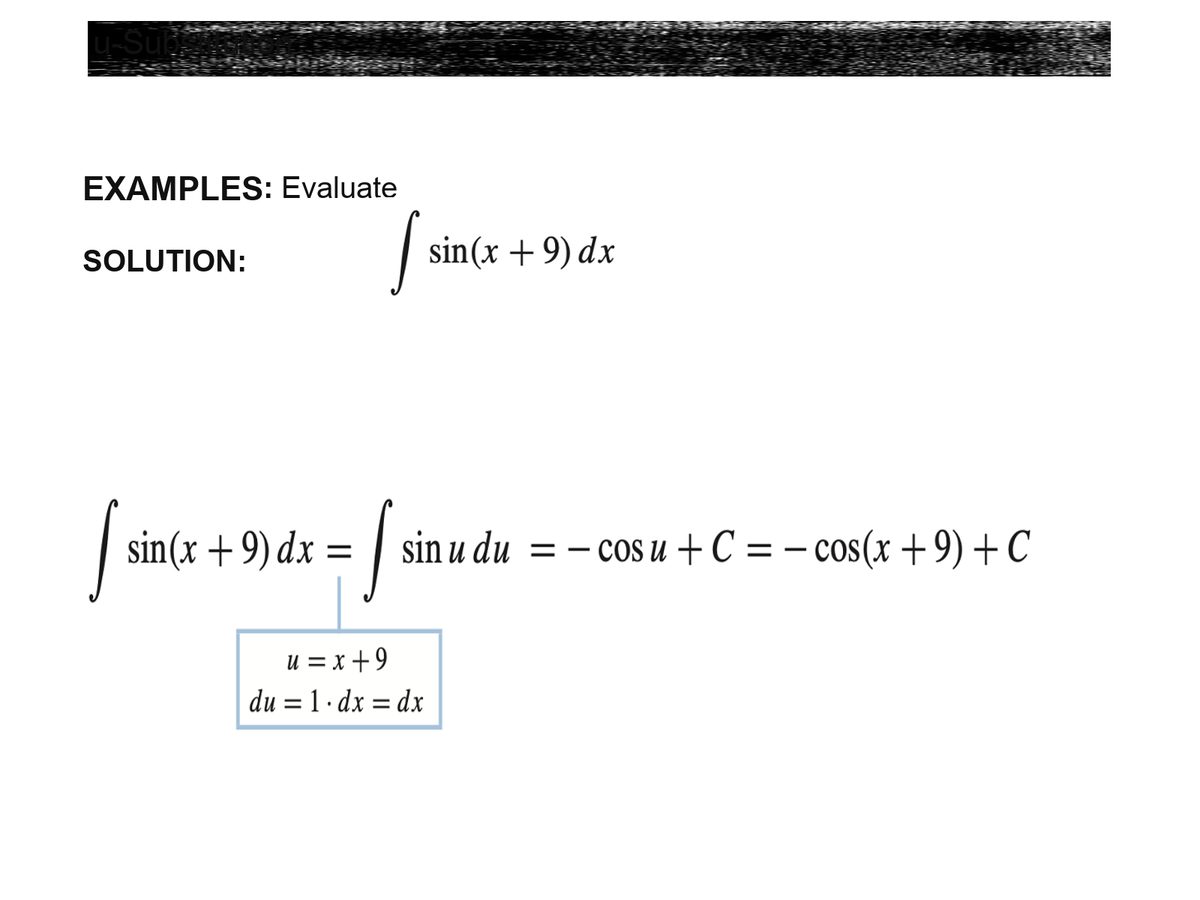 EXAMPLES: Evaluate
∫ sin(x + 9) dx
SOLUTION:
∫ sin(x + 9) dx = ∫ sin u du = − cos u + C = − cos(x + 9) + C
u = x + 9
du = 1 · dx = dx